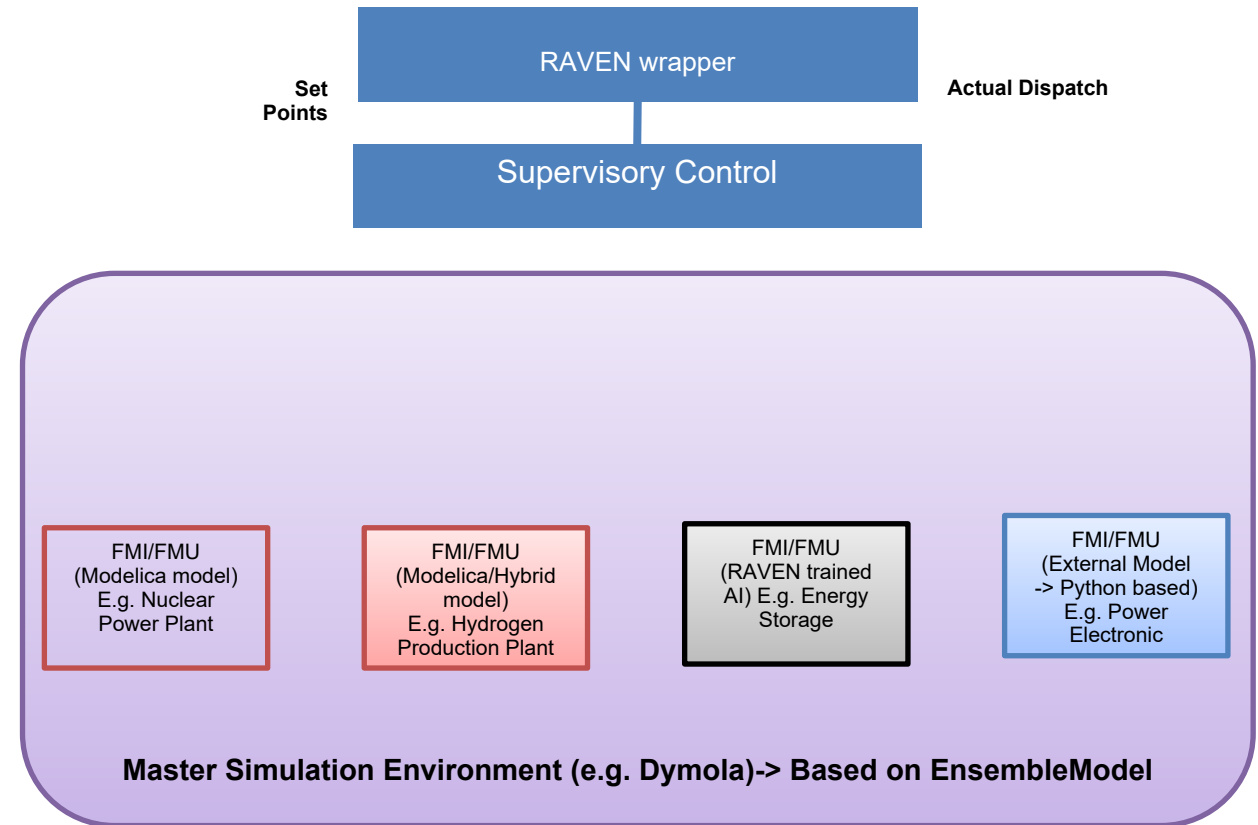 RAVEN wrapper
Set
Points
Actual Dispatch
Supervisory Control
FMI/FMU
(Modelica model)
E.g. Nuclear
Power Plant
FMI/FMU
(Modelica/Hybrid
model)
E.g. Hydrogen
Production Plant
FMI/FMU
(RAVEN trained
AI) E.g. Energy
Storage
FMI/FMU
(External Model
-> Python based)
E.g. Power
Electronic
Master Simulation Environment (e.g. Dymola)-> Based on EnsembleModel